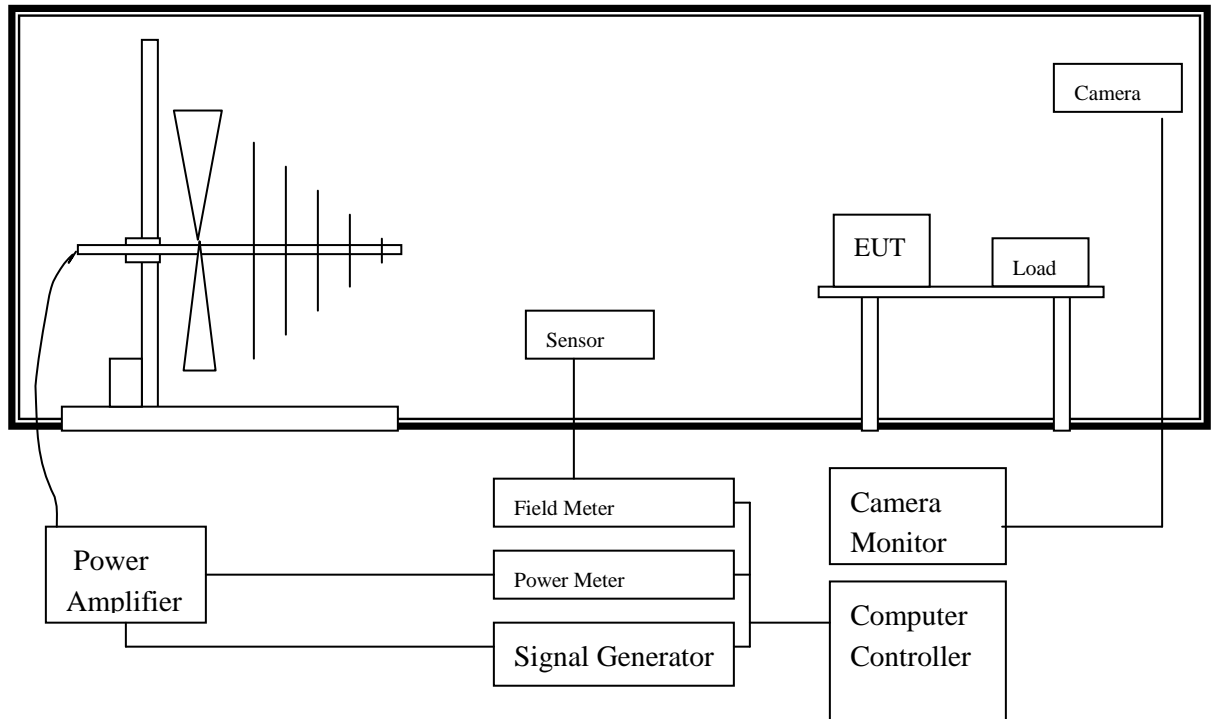 Camera
EUT
Load
Sensor
Field Meter
Camera
Monitor
Power
Amplifier
Power Meter
Signal Generator
Computer
Controller